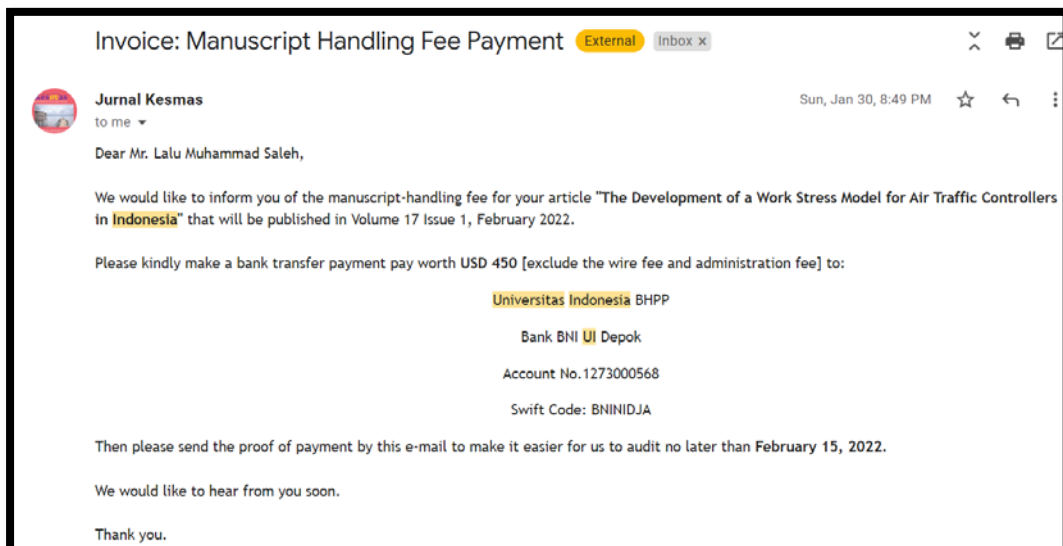 Invoice: Manuscript Handling Fee Payment External Inbox x
Jurnal Kesmas Sun, Jan 30, 8:49 PM
to me
Dear Mr. Lalu Muhammad Saleh,
We would like to inform you of the manuscript-handling fee for your article "The Development of a Work Stress Model for Air Traffic Controllers
in Indonesia" that will be published in Volume 17 Issue 1, February 2022.
Please kindly make a bank transfer payment pay worth USD 450 [exclude the wire fee and administration fee] to:
Universitas Indonesia BHPP
Bank BNI UI Depok
Account No.1273000568
Swift Code: BNINIDJA
Then please send the proof of payment by this e-mail to make it easier for us to audit no later than February 15, 2022.
We would like to hear from you soon.
Thank you.